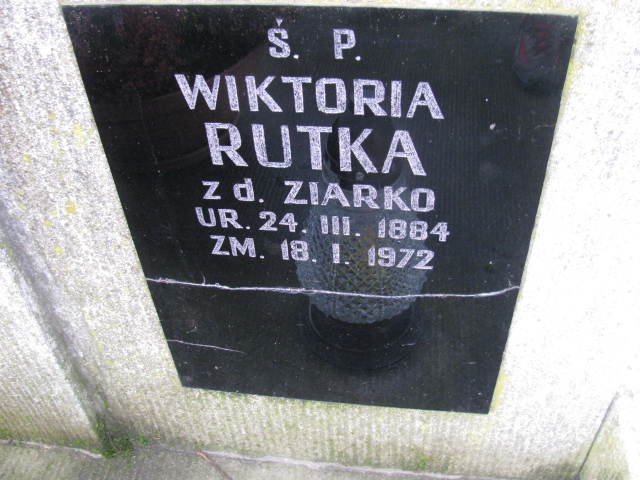 Ś. P.
WIKTORIA
RUTKA
z d. ZIARKO
UR. 24. III. 1884
ZM. 18. I. 1972